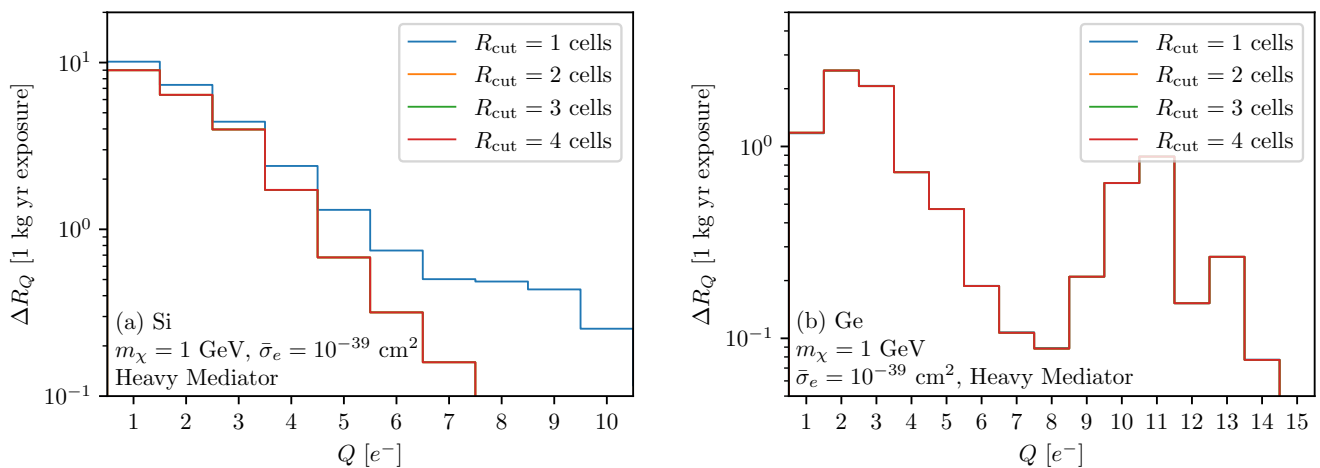 ΔR_Q [1 kg yr exposure]
10^1
10^0
10^{-1}
R_cut = 1 cells
R_cut = 2 cells
R_cut = 3 cells
R_cut = 4 cells
(a) Si
m_χ = 1 GeV, σ̄_e = 10^{-39} cm^2
Heavy Mediator
1 2 3 4 5 6 7 8 9 10
Q [e^-]
ΔR_Q [1 kg yr exposure]
10^0
10^{-1}
R_cut = 1 cells
R_cut = 2 cells
R_cut = 3 cells
R_cut = 4 cells
(b) Ge
m_χ = 1 GeV
σ̄_e = 10^{-39} cm^2, Heavy Mediator
1 2 3 4 5 6 7 8 9 10 11 12 13 14 15
Q [e^-]